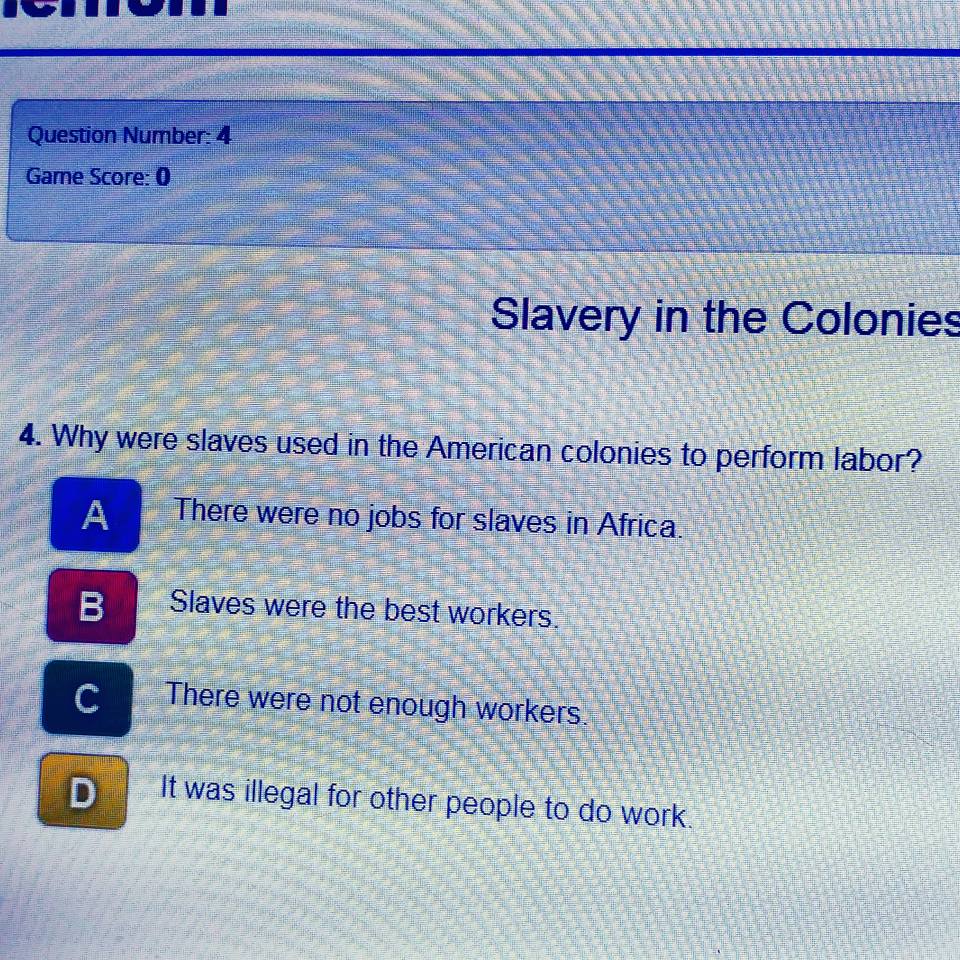 Question Number: 4
Game Score: 0
Slavery in the Colonies
4. Why were slaves used in the American colonies to perform labor?
A There were no jobs for slaves in Africa.
B Slaves were the best workers.
C There were not enough workers.
D It was illegal for other people to do work.